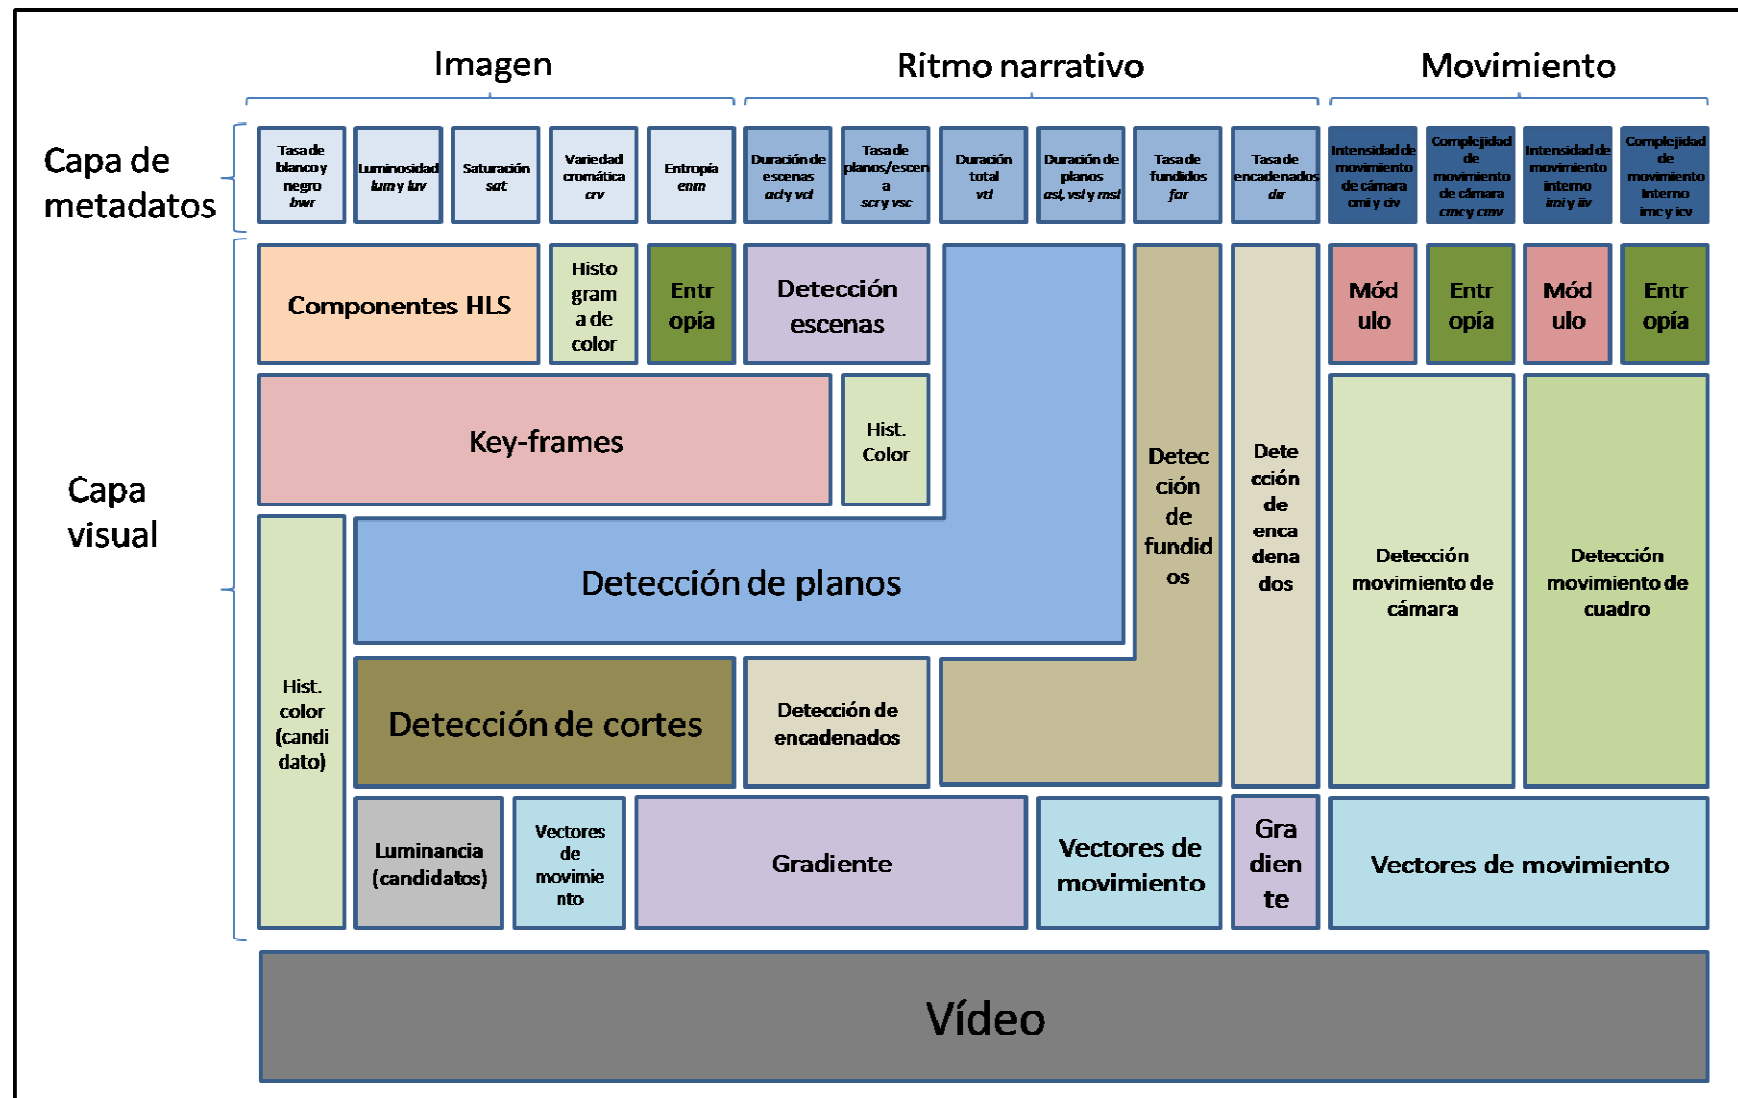 Imagen
Ritmo narrativo
Movimiento
Capa de
metadatos
Tasa de
blanco y
negro
bwr
Luminosidad
lum y luv
Saturación
sat
Variedad
cromática
crv
Entropía
enm
Duración de
escenas
acl y vcl
Tasa de
planos/escen
a
scr y vsc
Duración
total
vtl
Duración de
planos
asl, vsl y msl
Tasa de
fundidos
far
Tasa de
encadenados
dir
Intensidad de
movimiento
de cámara
cmi y civ
Complejidad
de
movimiento
de cámara
cmc y cmv
Intensidad de
movimiento
interno
imi y iiv
Complejidad
de
movimiento
Interno
imc y icv
Capa
visual
Componentes HLS
Histo
gram
a de
color
Entr
opía
Detección
escenas
Mód
ulo
Entr
opía
Mód
ulo
Entr
opía
Key-frames
Hist.
Color
Detec
ción
de
fundid
os
Dete
cción
de
enca
dena
dos
Detección
movimiento de
cámara
Detección
movimiento de
cuadro
Detección de planos
Hist.
color
(candi
dato)
Detección de cortes
Detección de
encadenados
Luminancia
(candidatos)
Vectores
de
movimie
nto
Gradiente
Vectores de
movimiento
Gra
dien
te
Vectores de movimiento
Vídeo